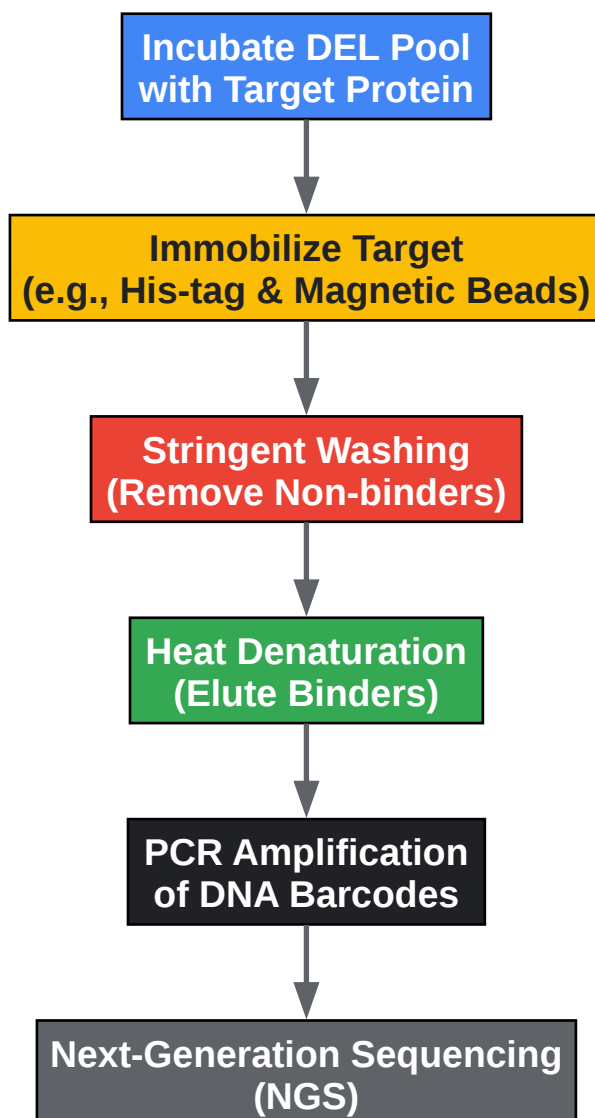 Incubate DEL Pool
with Target Protein
Immobilize Target
(e.g., His-tag & Magnetic Beads)
Stringent Washing
(Remove Non-binders)
Heat Denaturation
(Elute Binders)
PCR Amplification
of DNA Barcodes
Next-Generation Sequencing
(NGS)